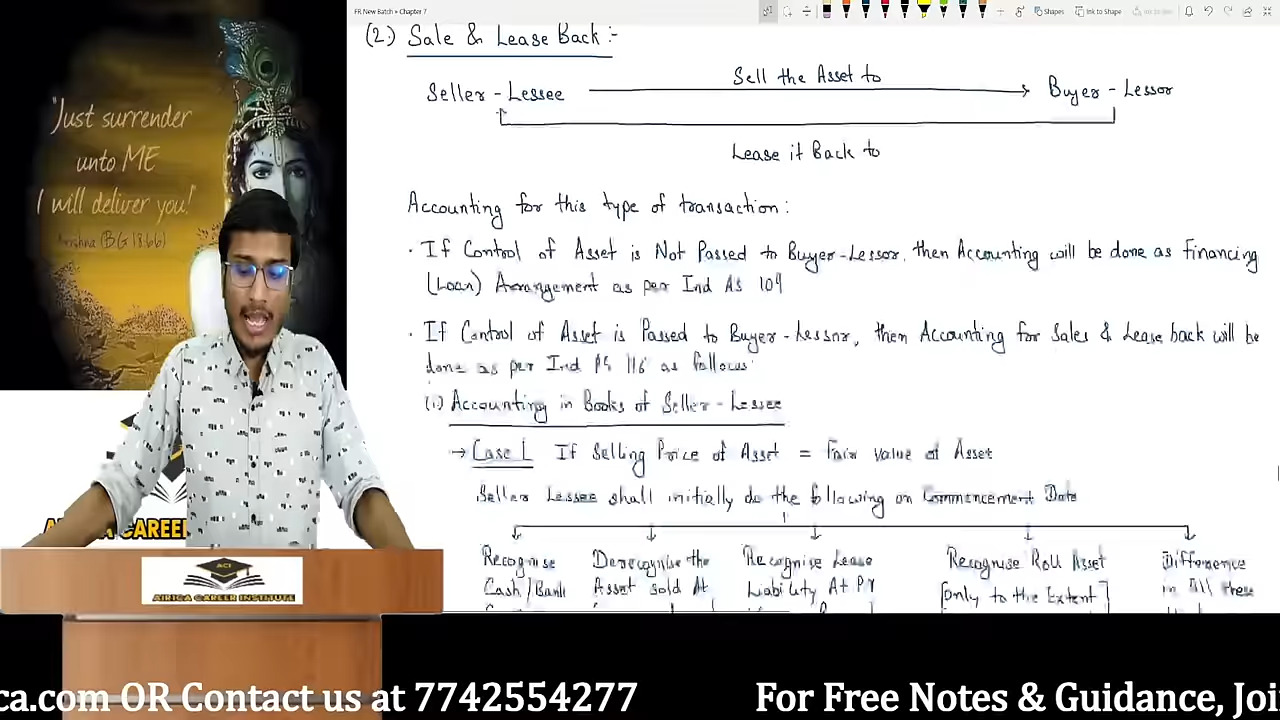 FR New Batch » Chapter 7
Shapes
Ink to Shape
(2.) Sale & Lease Back :-
Sell the Asset to
Seller - Lessee
Buyer - Lessor
Lease it Back to
Accounting for this type of transaction :
· If Control of Asset is Not Passed to Buyer-Lessor, then Accounting will be done as Financing
(Loan) Arrangement as per Ind AS 109
· If Control of Asset is Passed to Buyer-Lessor, then Accounting for Sales & Lease back will be
done as per Ind AS 116 as follows
(i) Accounting in Books of Seller-Lessee
→ Case I If Selling Price of Asset = Fair Value of Asset
Seller Lessee shall initially do the following on Commencement Date
Recognise Derecognise the Recognise Lease Recognise RoU Asset Difference
Cash/Bank Asset sold At Liability At PV [only to the Extent] in All these
"Just surrender
unto ME
I will deliver you!"
Krishna (BG 18:66)
CAREER
ACI
AIRICA CAREER INSTITUTE
ca.com OR Contact us at 7742554277 For Free Notes & Guidance, Joi